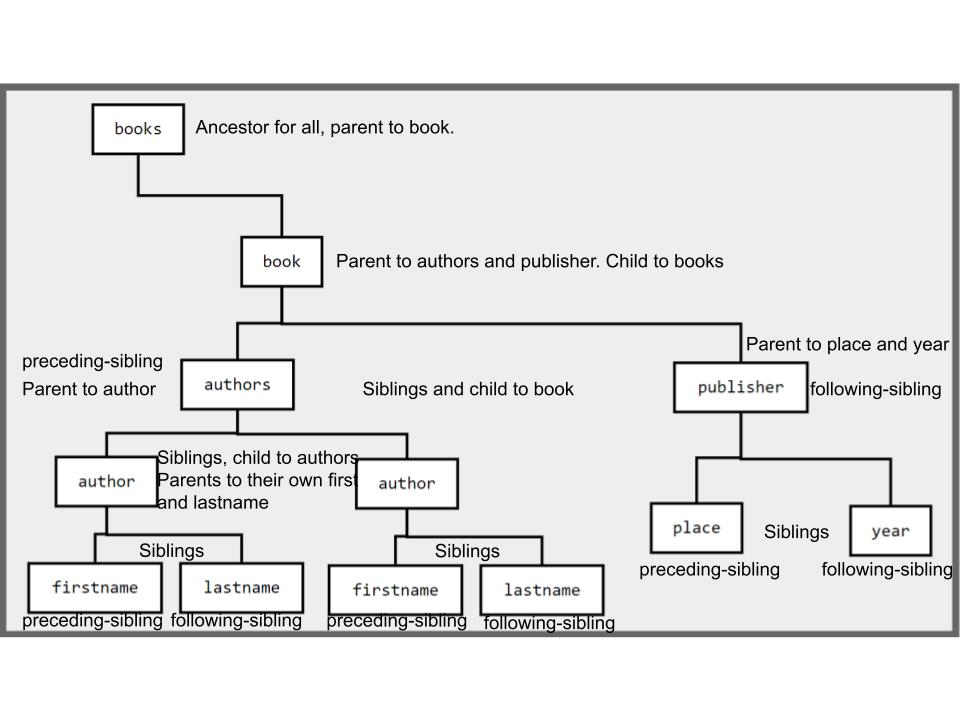 books
Ancestor for all, parent to book.
book
Parent to authors and publisher. Child to books
Parent to place and year
preceding-sibling
Parent to author
authors
Siblings and child to book
publisher
following-sibling
author
Siblings, child to authors
Parents to their own first
and lastname
author
place
Siblings
year
preceding-sibling
following-sibling
Siblings
firstname
lastname
preceding-sibling
following-sibling
Siblings
firstname
lastname
preceding-sibling
following-sibling